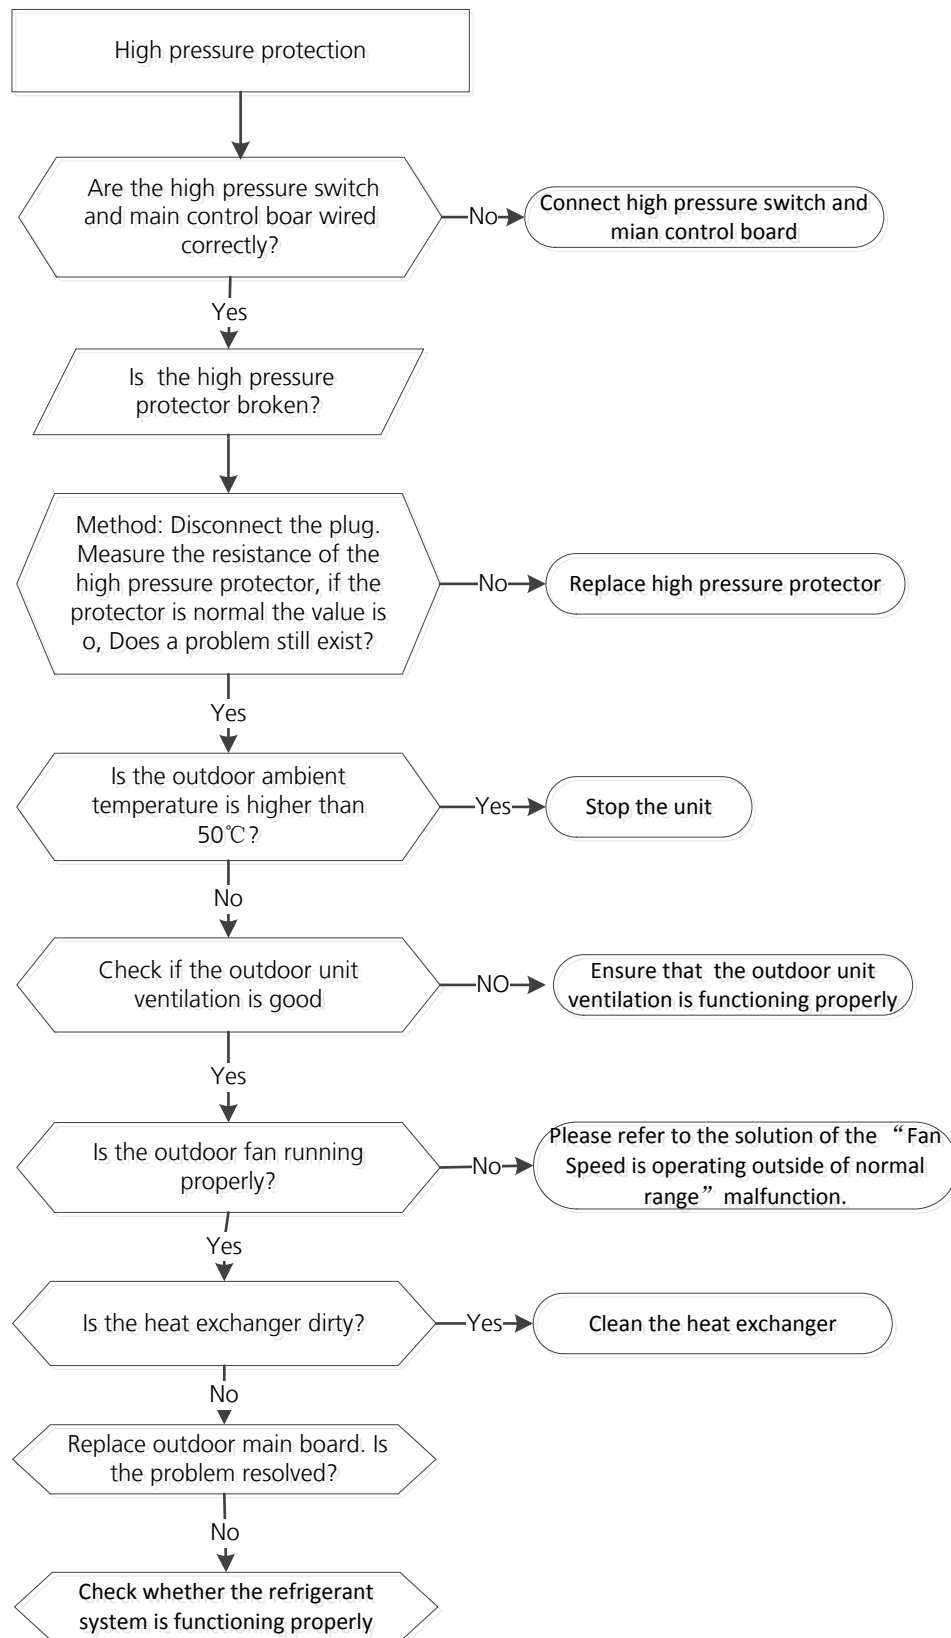 High pressure protection
Are the high pressure switch
and main control boar wired
correctly?
No
Connect high pressure switch and
mian control board
Yes
Is the high pressure
protector broken?
Method: Disconnect the plug.
Measure the resistance of the
high pressure protector, if the
protector is normal the value is
o, Does a problem still exist?
No
Replace high pressure protector
Yes
Is the outdoor ambient
temperature is higher than
50℃?
Yes
Stop the unit
No
Check if the outdoor unit
ventilation is good
NO
Ensure that the outdoor unit
ventilation is functioning properly
Yes
Is the outdoor fan running
properly?
No
Please refer to the solution of the “Fan
Speed is operating outside of normal
range” malfunction.
Yes
Is the heat exchanger dirty?
Yes
Clean the heat exchanger
No
Replace outdoor main board. Is
the problem resolved?
No
Check whether the refrigerant
system is functioning properly